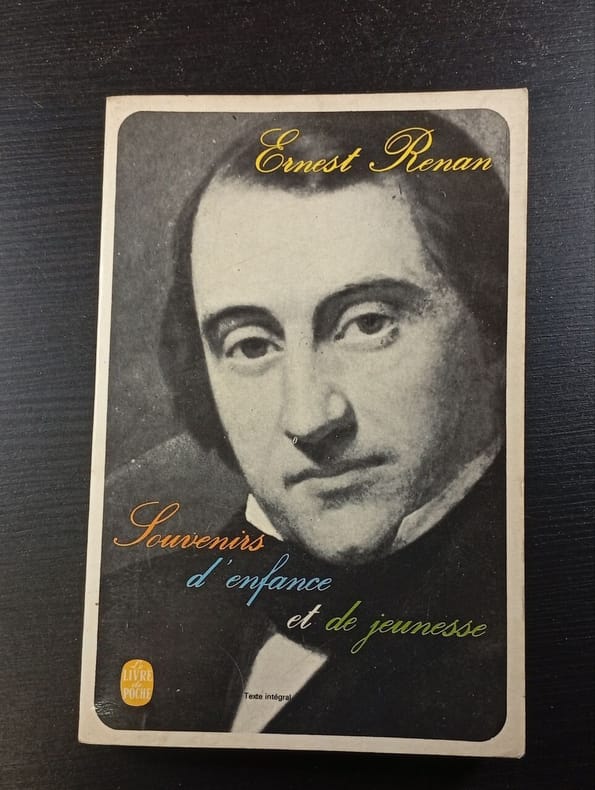 Ernest Renan
Souvenirs
d'enfance
et de jeunesse
Le
LIVRE
de
POCHE
Texte intégral